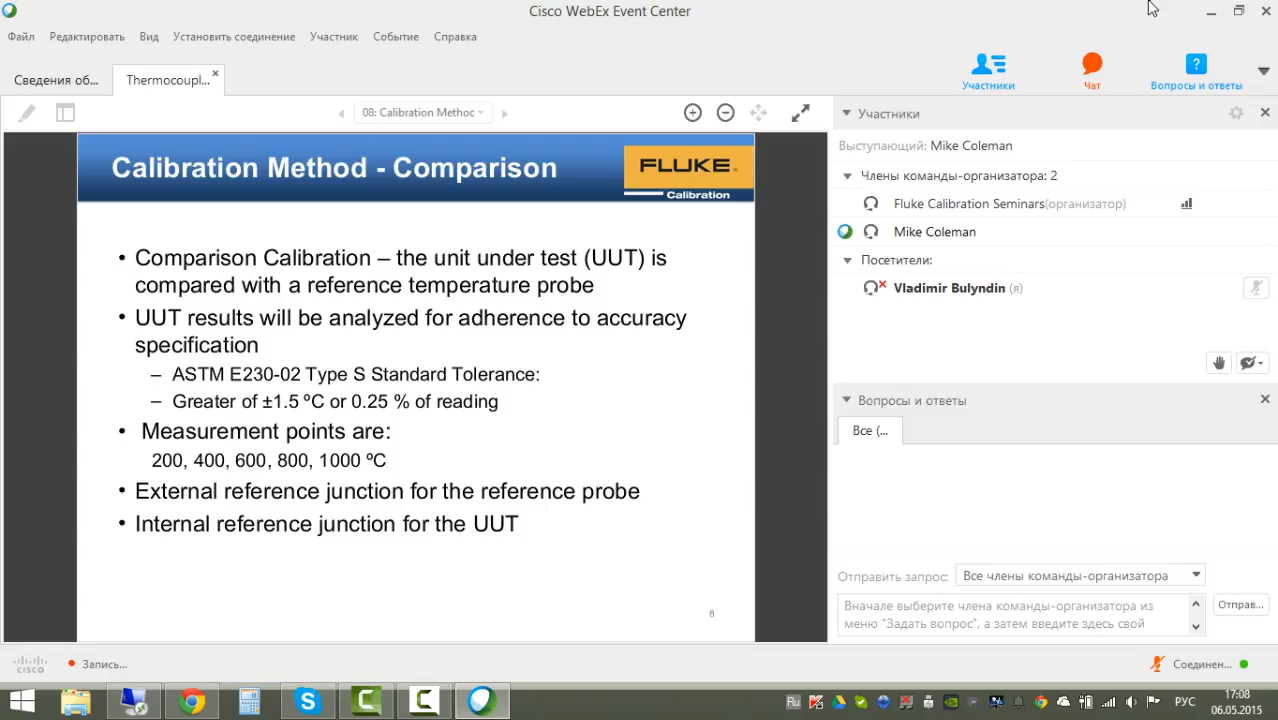 Cisco WebEx Event Center
Файл Редактировать Вид Установить соединение Участник Событие Справка
Сведения об... Thermocoupl...
Участники Чат Вопросы и ответы
08: Calibration Methoc
Участники
Calibration Method - Comparison
FLUKE®
Calibration
Выступающий: Mike Coleman
Члены команды-организатора: 2
Fluke Calibration Seminars(организатор)
Mike Coleman
Посетители:
Vladimir Bulyndin (я)
• Comparison Calibration – the unit under test (UUT) is
compared with a reference temperature probe
• UUT results will be analyzed for adherence to accuracy
specification
– ASTM E230-02 Type S Standard Tolerance:
– Greater of ±1.5 ºC or 0.25 % of reading
• Measurement points are:
200, 400, 600, 800, 1000 ºC
• External reference junction for the reference probe
• Internal reference junction for the UUT
8
Вопросы и ответы
Все (...
Отправить запрос: Все члены команды-организатора
Вначале выберите члена команды-организатора из
меню "Задать вопрос", а затем введите здесь свой
Отправ...
cisco Запись...
Соединен...
Ru РУС 17:08
06.05.2015